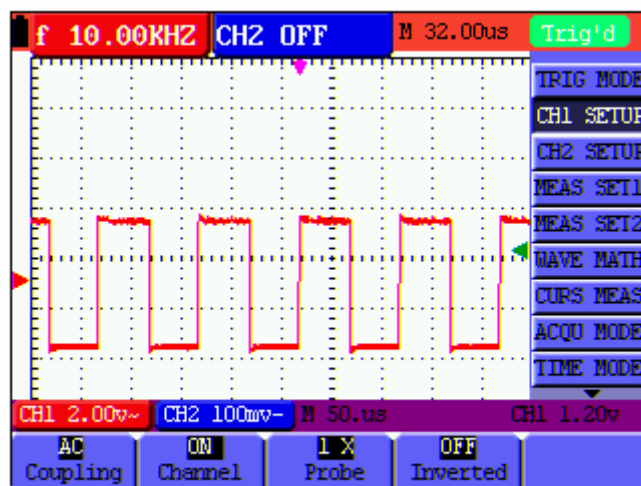 f 10.00KHZ CH2 OFF M 32.00us Trig'd
TRIG MODE
CH1 SETUP
CH2 SETUP
MEAS SET1
MEAS SET2
WAVE MATH
CURS MEAS
ACQU MODE
TIME MODE
CH1 2.00v~ CH2 100mv- M 50.us CH1 1.20v
AC ON 1 X OFF
Coupling Channel Probe Inverted